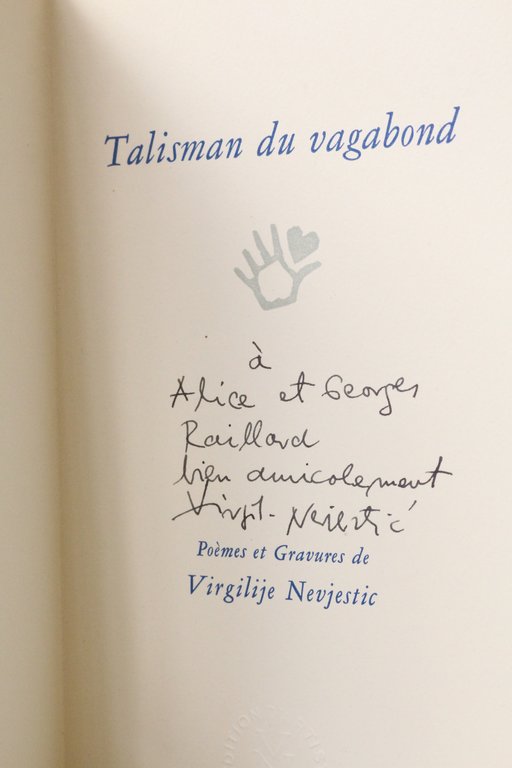 Talisman du vagabond
à
Alice et Georges
Raillard
bien amicalement
Virgil. Nevjestić
Poèmes et Gravures de
Virgilije Nevjestic